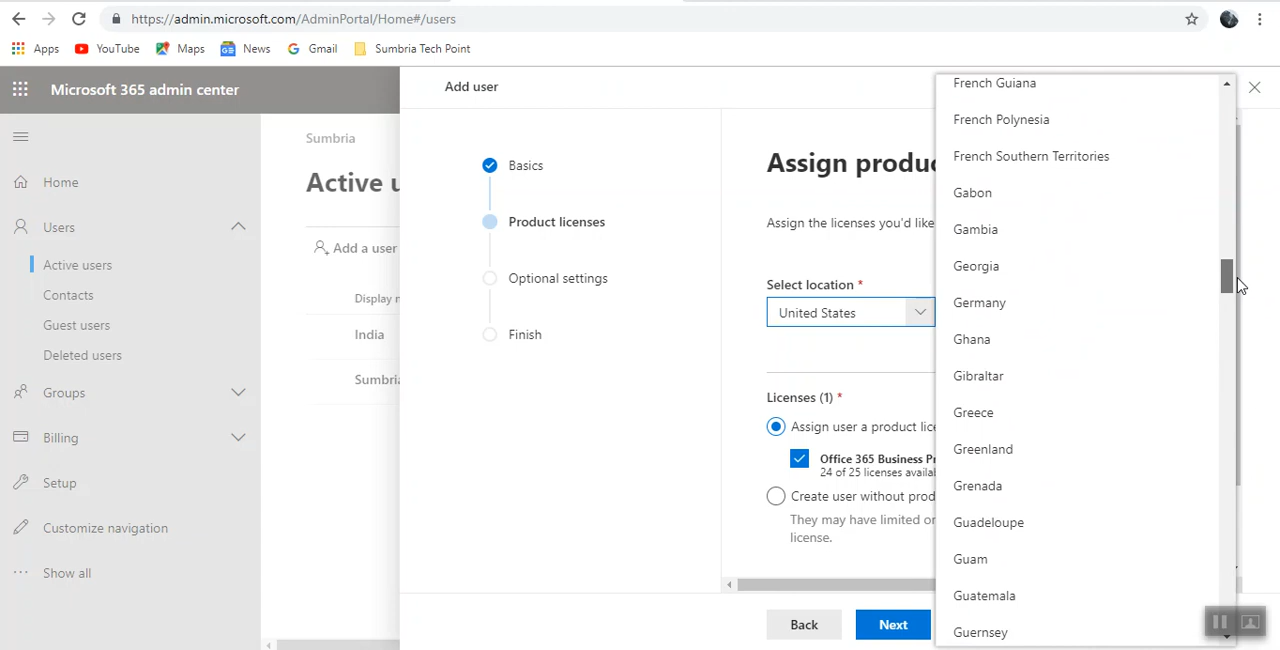 https://admin.microsoft.com/AdminPortal/Home#/users
Apps YouTube Maps News Gmail Sumbria Tech Point
Microsoft 365 admin center
Home
Users
Active users
Contacts
Guest users
Deleted users
Groups
Billing
Setup
Customize navigation
Show all
Sumbria
Active u
Add a user
Display n
India
Sumbria
Add user
Basics
Product licenses
Optional settings
Finish
Assign produc
Assign the licenses you'd like
Select location *
United States
Licenses (1) *
Assign user a product lice
Office 365 Business Pr
24 of 25 licenses availab
Create user without prod
They may have limited or
license.
Back Next
French Guiana
French Polynesia
French Southern Territories
Gabon
Gambia
Georgia
Germany
Ghana
Gibraltar
Greece
Greenland
Grenada
Guadeloupe
Guam
Guatemala
Guernsey